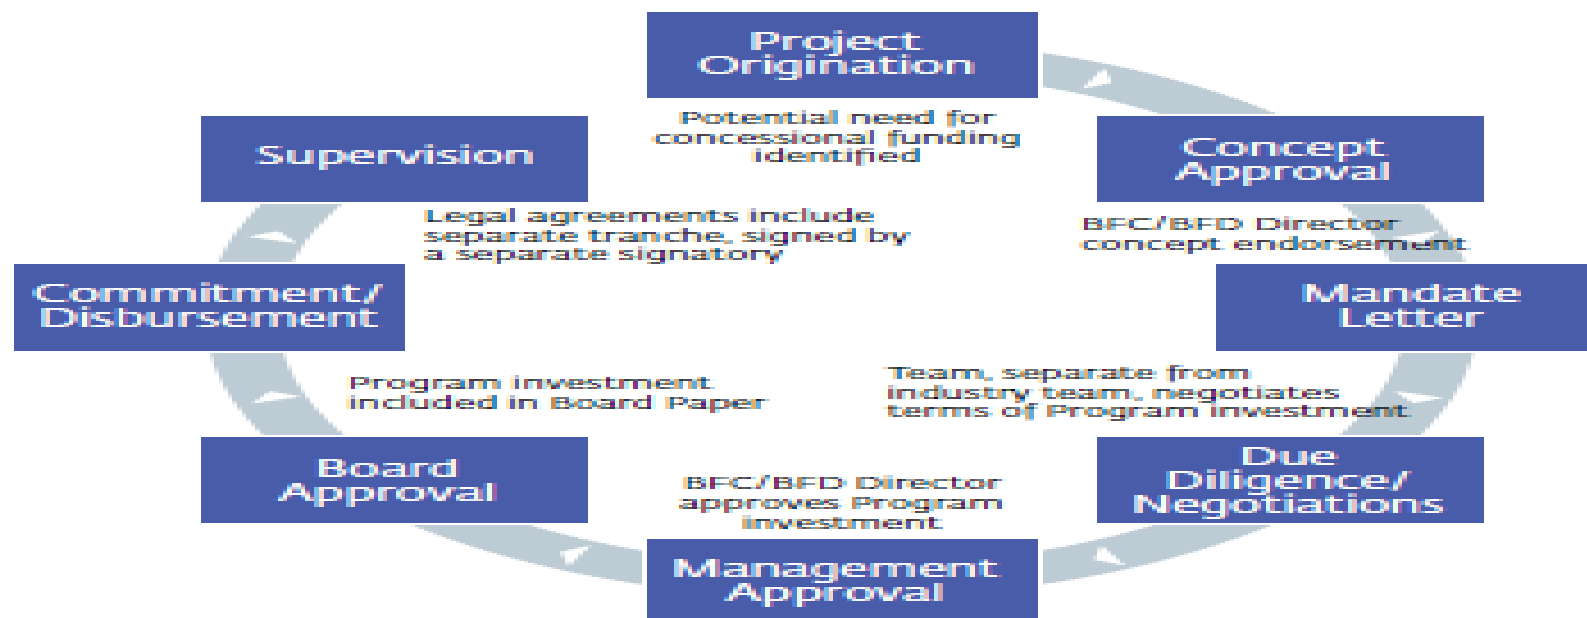 Project
Origination
Potential need for
concessional funding
identified
Concept
Approval
BFC/BFD Director
concept endorsement
Mandate
Letter
Team, separate from
industry team, negotiates
terms of Program investment
Due
Diligence/
Negotiations
BFC/BFD Director
approves Program
investment
Management
Approval
Board
Approval
Program investment
included in Board Paper
Commitment/
Disbursement
Legal agreements include
separate tranche, signed by
a separate signatory
Supervision